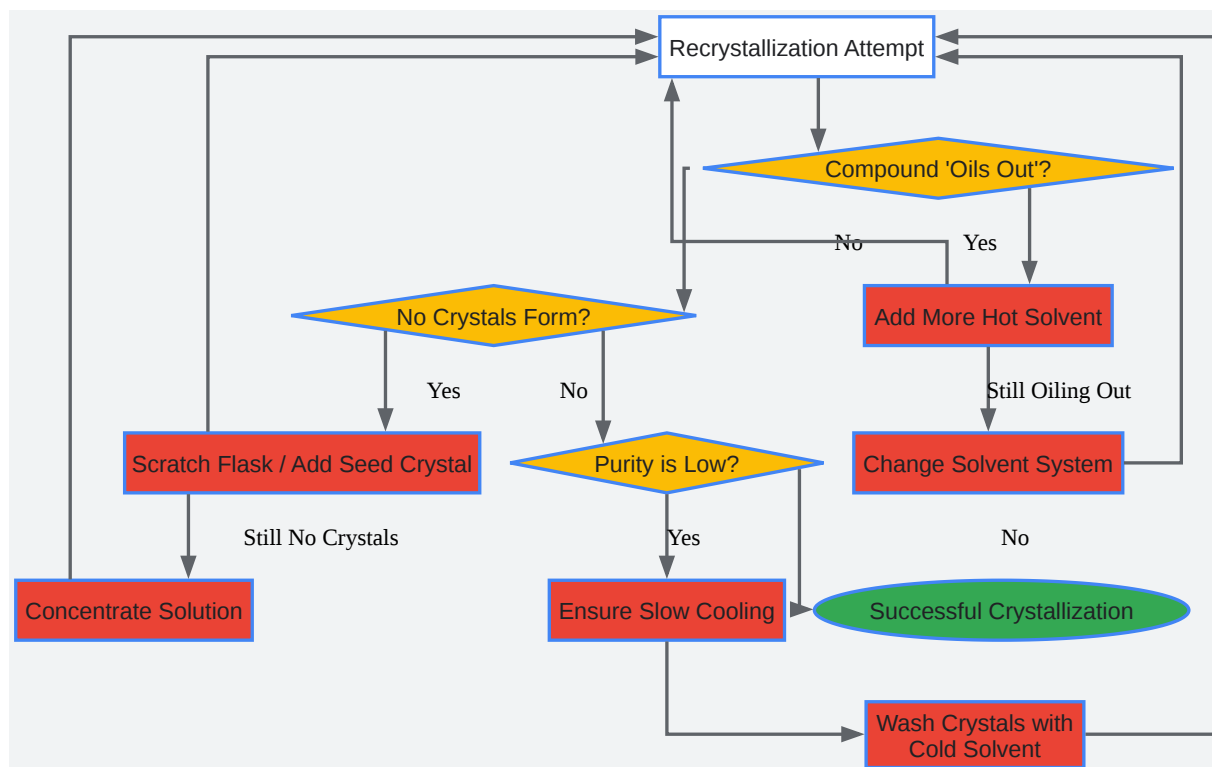 Recrystallization Attempt
Compound 'Oils Out'?
No
Yes
No Crystals Form?
Add More Hot Solvent
Yes
No
Still Oiling Out
Scratch Flask / Add Seed Crystal
Purity is Low?
Change Solvent System
Still No Crystals
Yes
No
Concentrate Solution
Ensure Slow Cooling
Successful Crystallization
Wash Crystals with
Cold Solvent